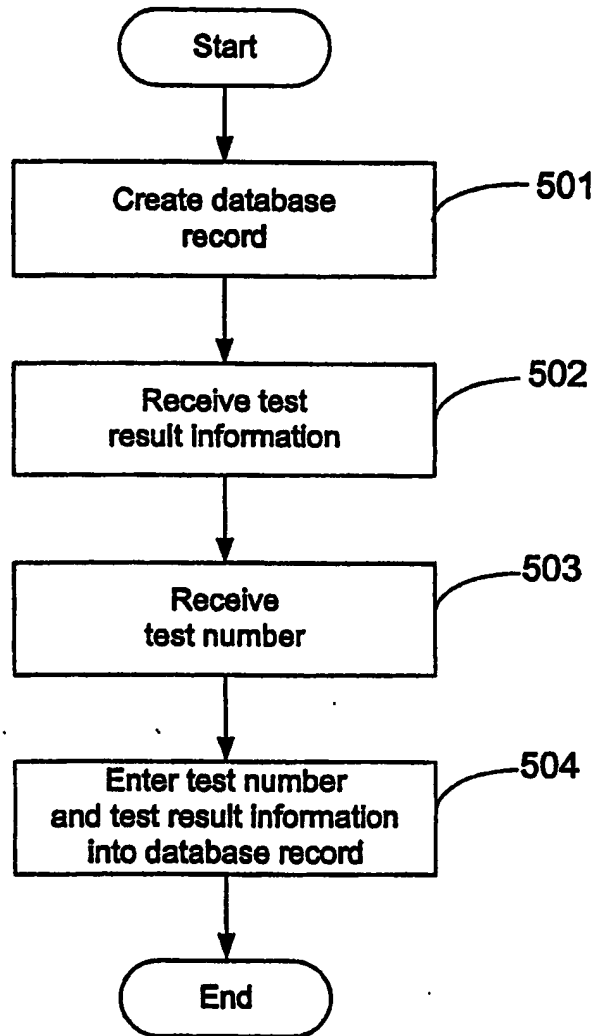 Start
Create database
record
501
Receive test
result information
502
Receive
test number
503
Enter test number
and test result information
into database record
504
End